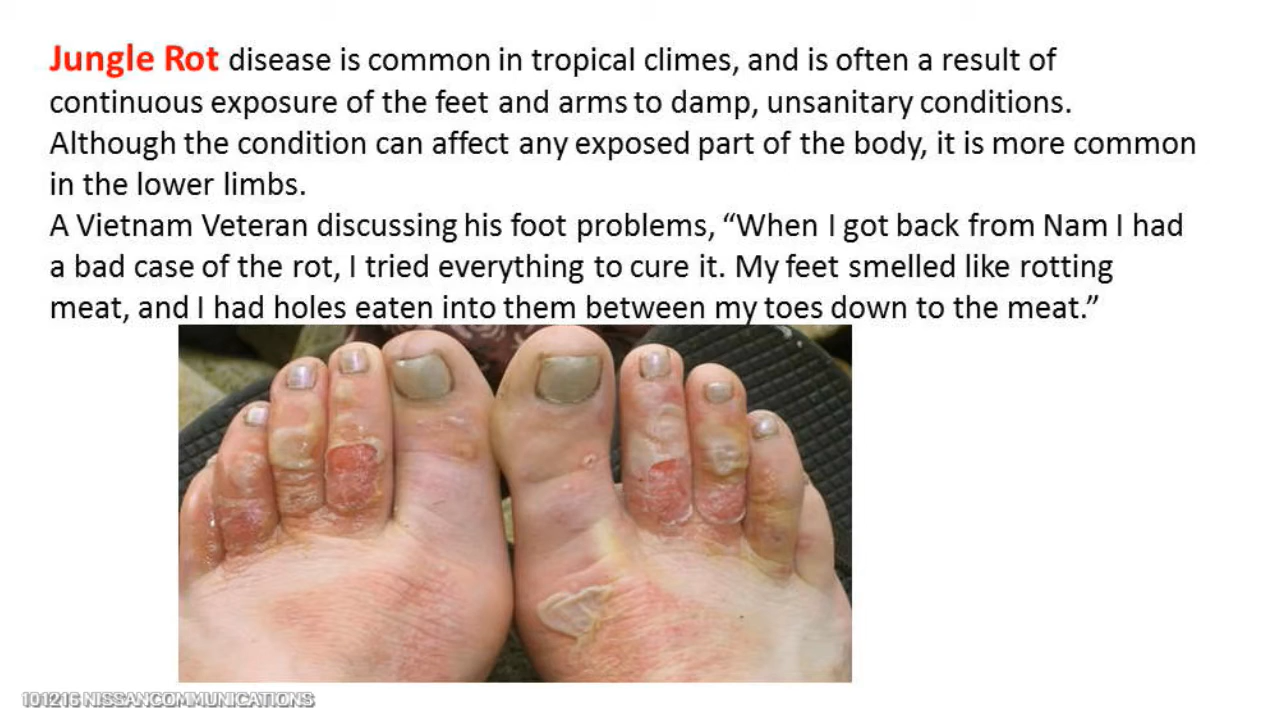 Jungle Rot disease is common in tropical climes, and is often a result of
continuous exposure of the feet and arms to damp, unsanitary conditions.
Although the condition can affect any exposed part of the body, it is more common
in the lower limbs.
A Vietnam Veteran discussing his foot problems, “When I got back from Nam I had
a bad case of the rot, I tried everything to cure it. My feet smelled like rotting
meat, and I had holes eaten into them between my toes down to the meat.”
101216 NISSANCOMMUNICATIONS